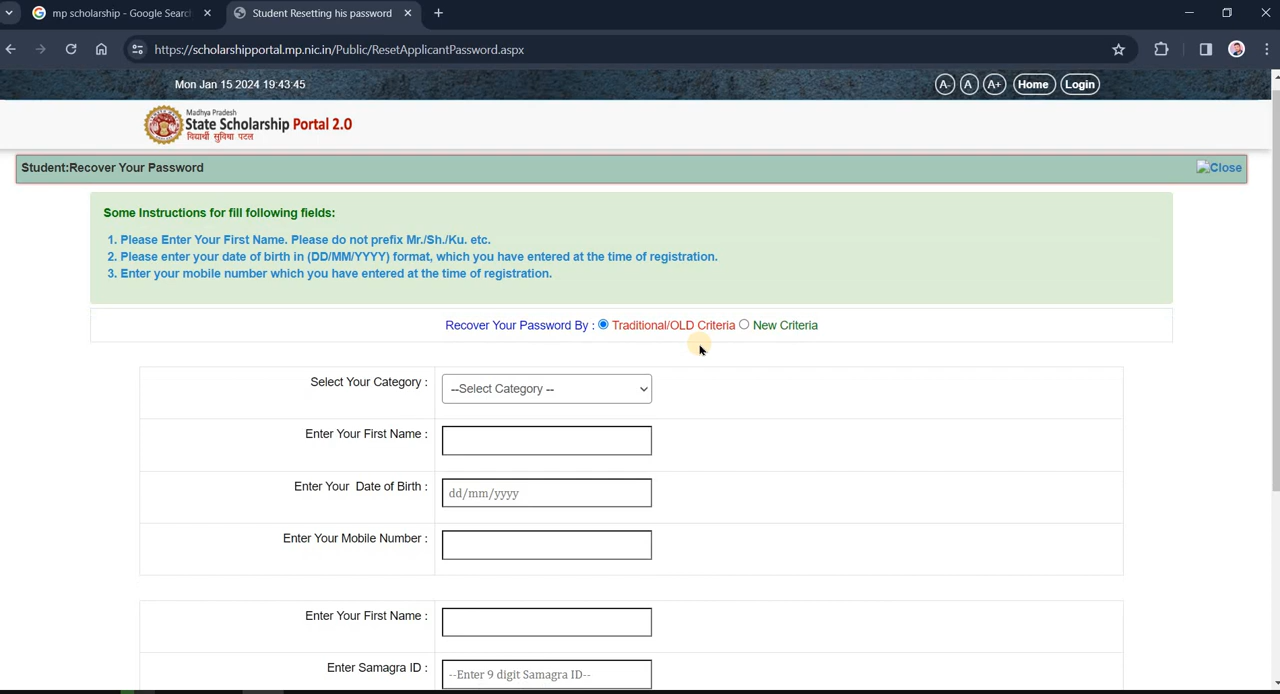 mp scholarship - Google Search
Student Resetting his password
https://scholarshipportal.mp.nic.in/Public/ResetApplicantPassword.aspx
Mon Jan 15 2024 19:43:45
A- A A+ Home Login
Madhya Pradesh
State Scholarship Portal 2.0
विद्यार्थी सुविधा पटल
Student:Recover Your Password
Close
Some Instructions for fill following fields:
1. Please Enter Your First Name. Please do not prefix Mr./Sh./Ku. etc.
2. Please enter your date of birth in (DD/MM/YYYY) format, which you have entered at the time of registration.
3. Enter your mobile number which you have entered at the time of registration.
Recover Your Password By : Traditional/OLD Criteria New Criteria
Select Your Category : --Select Category --
Enter Your First Name :
Enter Your Date of Birth : dd/mm/yyyy
Enter Your Mobile Number :
Enter Your First Name :
Enter Samagra ID : --Enter 9 digit Samagra ID--